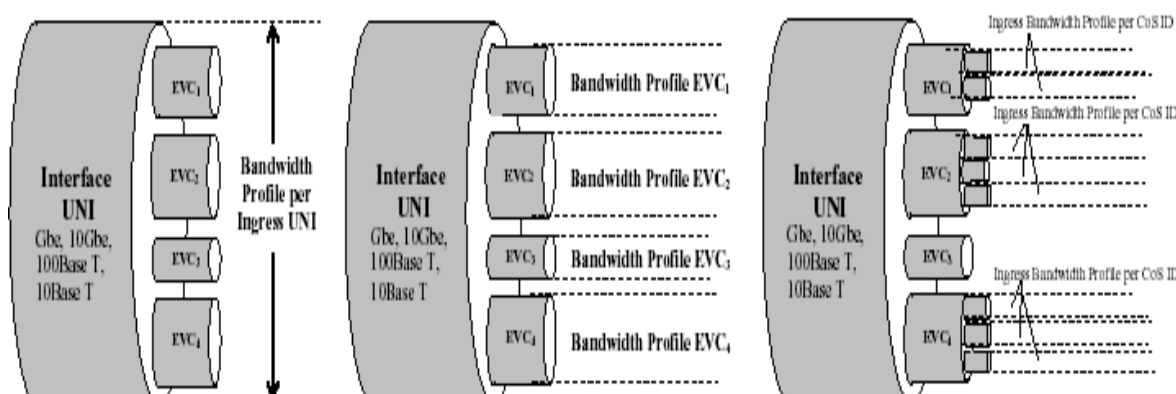 EVC1
EVC2
EVC3
EVC4
Interface
UNI
Gbe, 10Gbe,
100Base T,
10Base T
Bandwidth
Profile per
Ingress UNI
EVC1
EVC2
EVC3
EVC4
Interface
UNI
Gbe, 10Gbe,
100Base T,
10Base T
Bandwidth Profile EVC1
Bandwidth Profile EVC2
Bandwidth Profile EVC3
Bandwidth Profile EVC4
EVC1
EVC2
EVC3
EVC4
Interface
UNI
Gbe, 10Gbe,
100Base T,
10Base T
Ingress Bandwidth Profile per CoS ID
Ingress Bandwidth Profile per CoS ID
Ingress Bandwidth Profile per CoS ID